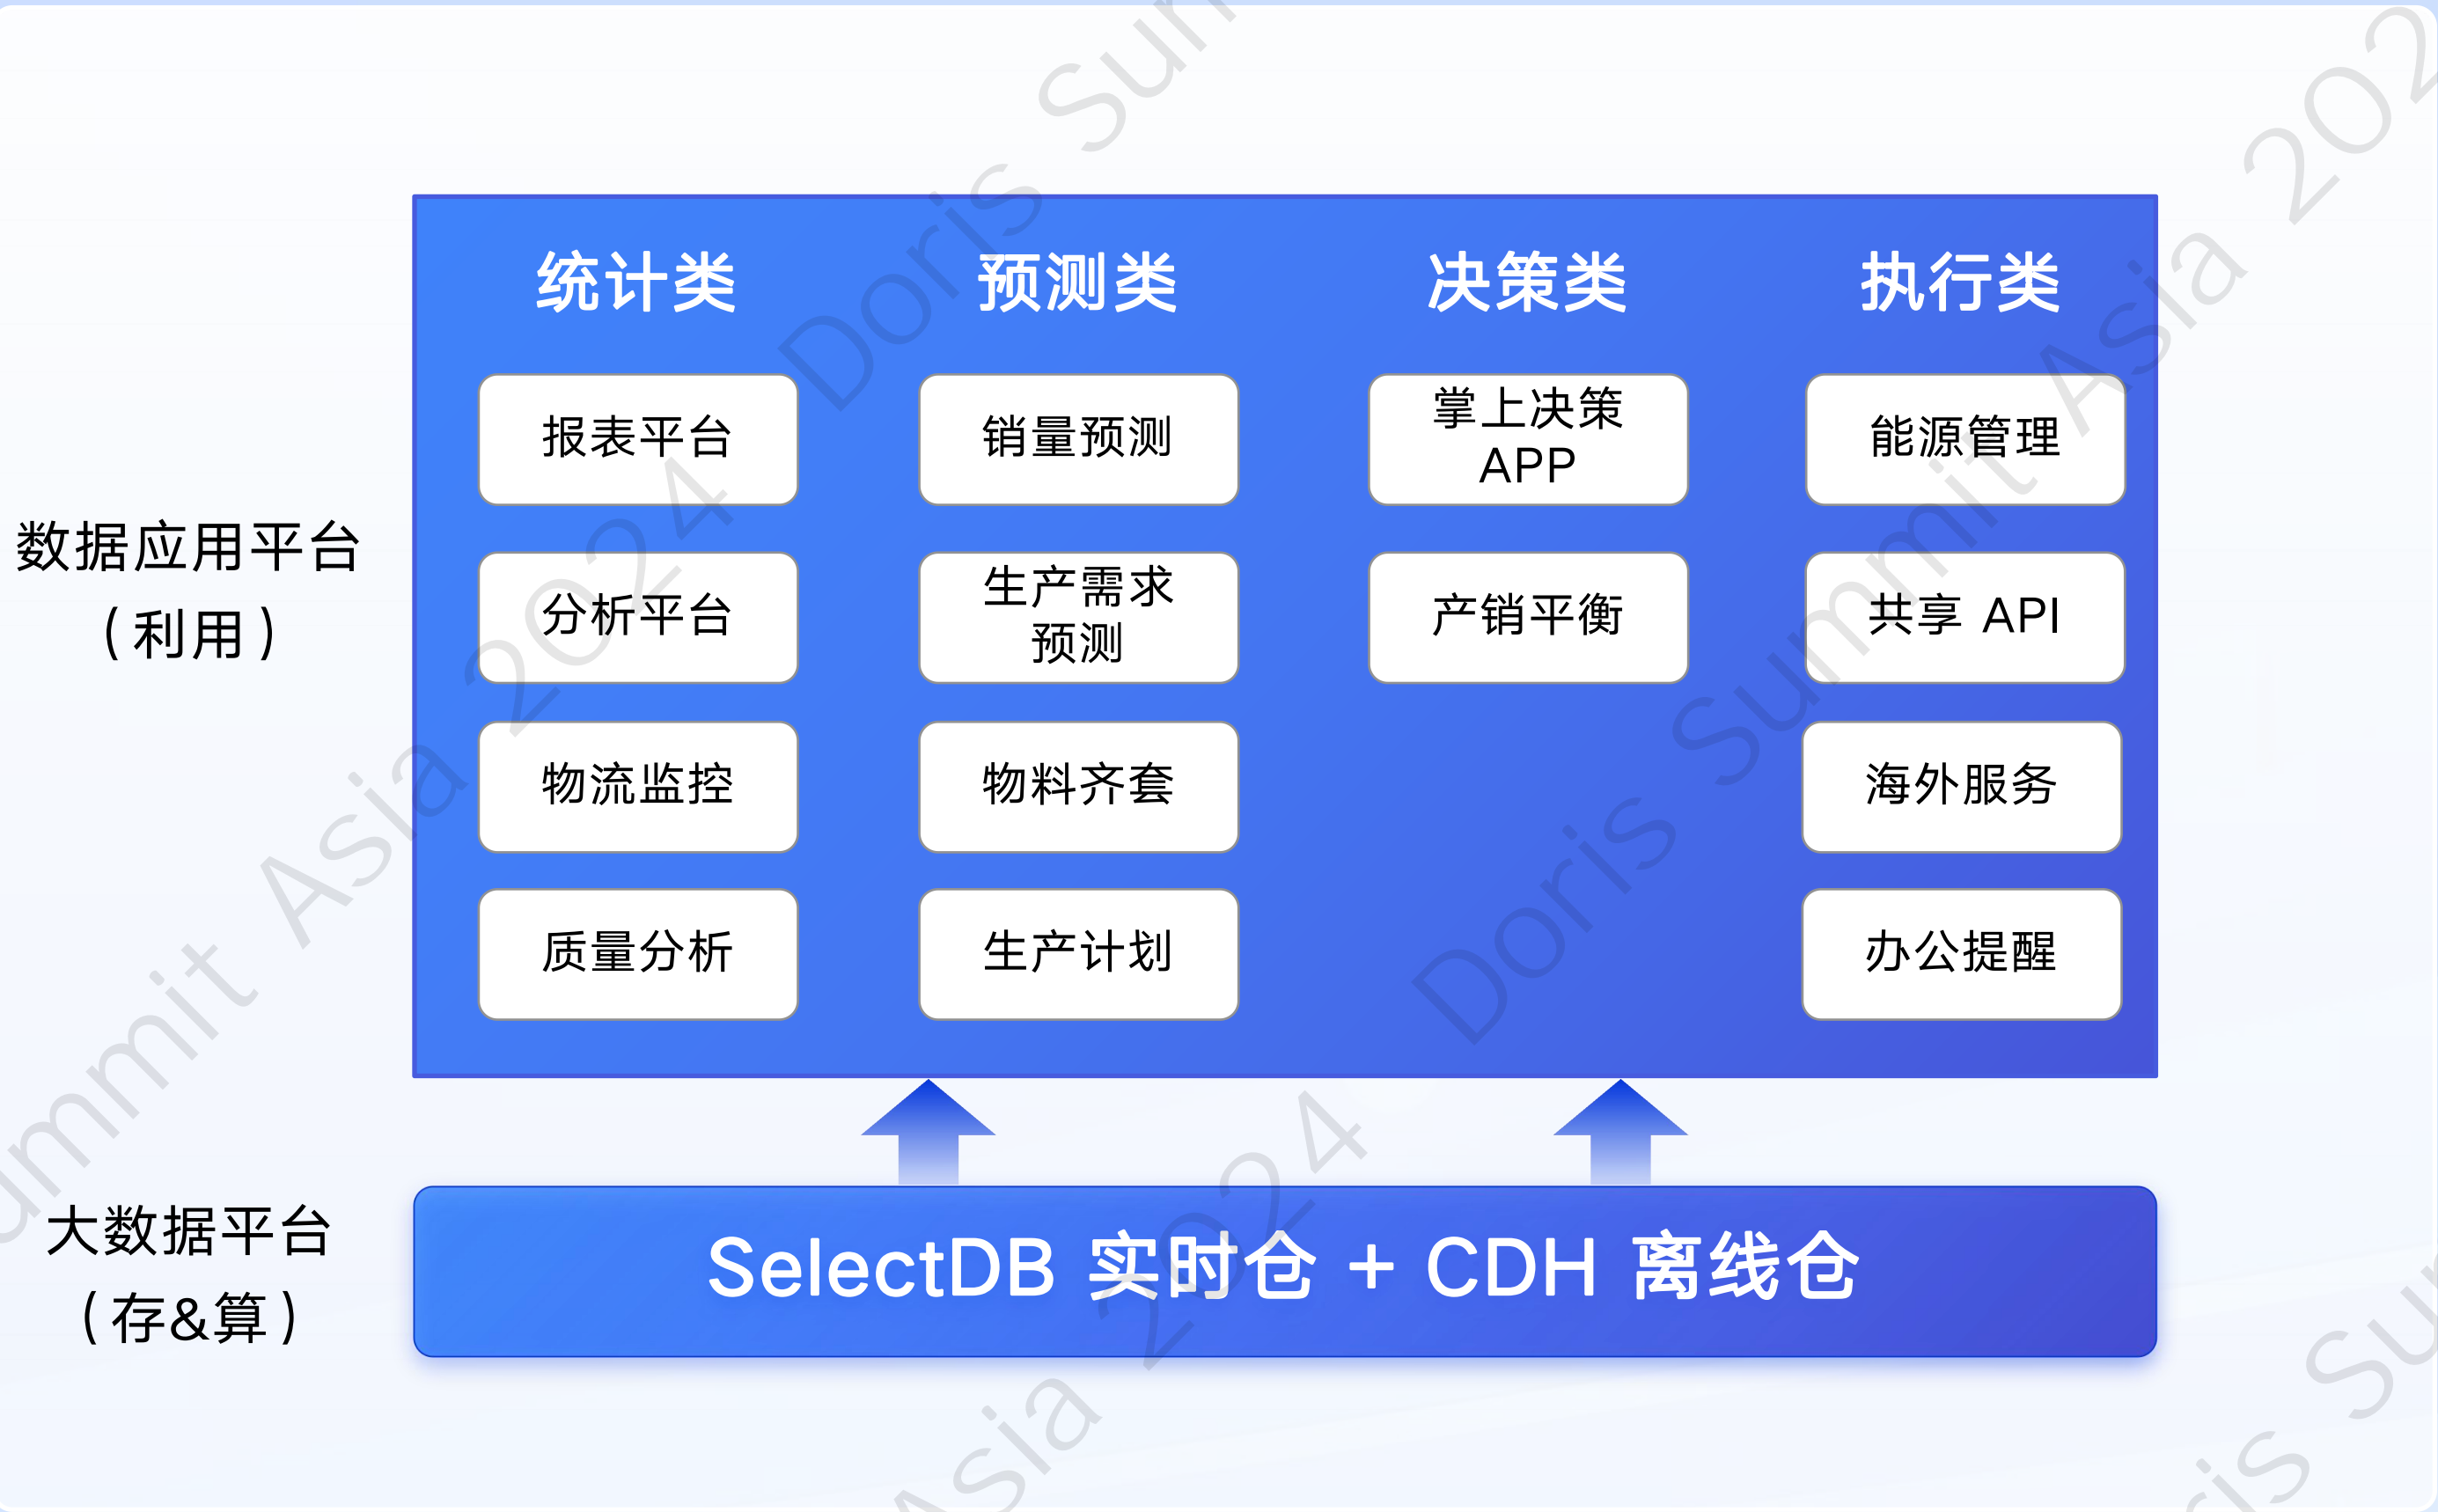 统计类
预测类
决策类
执行类
报表平台
销量预测
掌上决策
APP
能源管理
数据应用平台
(利用)
分析平台
生产需求
预测
产销平衡
共享 API
物资监控
物料齐套
海外服务
质量分析
生产计划
办公提醒
大数据平台
(存&算)
SelectDB 实时仓 + CDH 离线仓
Doris Summit Asia 2024